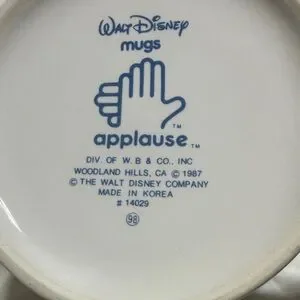 Walt Disney
mugs
TM
applause TM
DIV. OF W. B & CO., INC
WOODLAND HILLS, CA © 1987
© THE WALT DISNEY COMPANY
MADE IN KOREA
# 14029
98